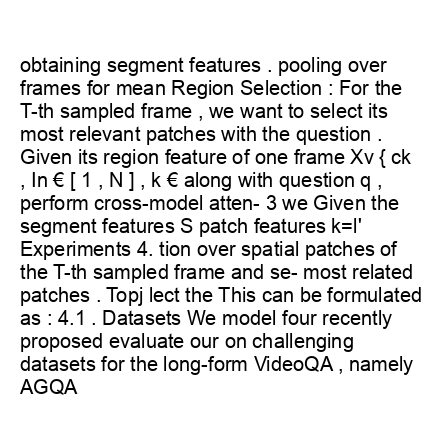 obtaining segment features . pooling over
frames for mean Region Selection : For the
T-th sampled frame , we want to select its
most relevant patches with the question .
Given its region feature of one frame Xv { ck
, In € [ 1 , N ] , k € along with question q ,
perform cross-model atten- 3 we Given the
segment features S patch features k=l'
Experiments 4. tion over spatial patches of
the T-th sampled frame and se- most related
patches . Topj lect the This can be formulated
as : 4.1 . Datasets We model four recently
proposed evaluate our on challenging
datasets for the long-form VideoQA , namely
AGQA